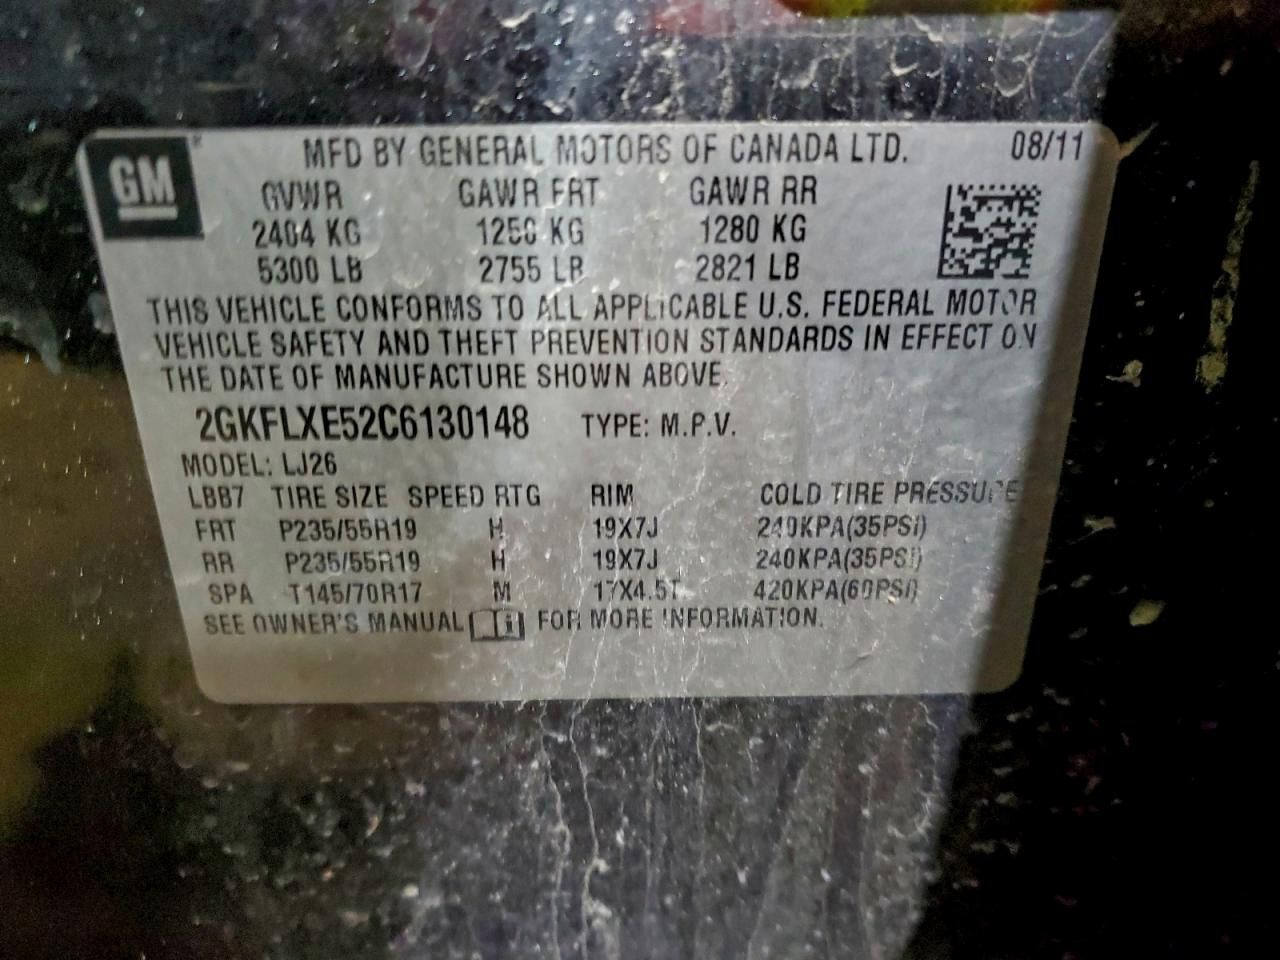 GM
MFD BY GENERAL MOTORS OF CANADA LTD. 08/11
GVWR GAWR FRT GAWR RR
2404 KG 1250 KG 1280 KG
5300 LB 2755 LB 2821 LB
THIS VEHICLE CONFORMS TO ALL APPLICABLE U.S. FEDERAL MOTOR
VEHICLE SAFETY AND THEFT PREVENTION STANDARDS IN EFFECT ON
THE DATE OF MANUFACTURE SHOWN ABOVE.
2GKFLXE52C6130148 TYPE: M.P.V.
MODEL: LJ26
LBB7 TIRE SIZE SPEED RTG RIM COLD TIRE PRESSURE
FRT P235/55R19 H 19X7J 240KPA(35PSI)
RR P235/55R19 H 19X7J 240KPA(35PSI)
SPA T145/70R17 M 17X4.5T 420KPA(60PSI)
SEE OWNER'S MANUAL FOR MORE INFORMATION.